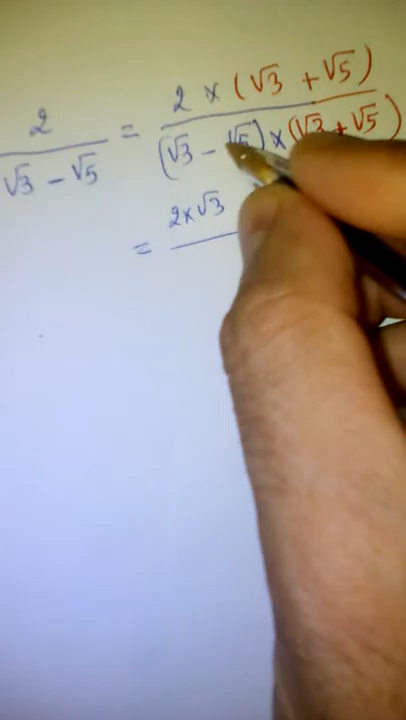 2 / (√3 − √5) = 2 × (√3 + √5) / (√3 − √5) × (√3 + √5)
= 2×√3